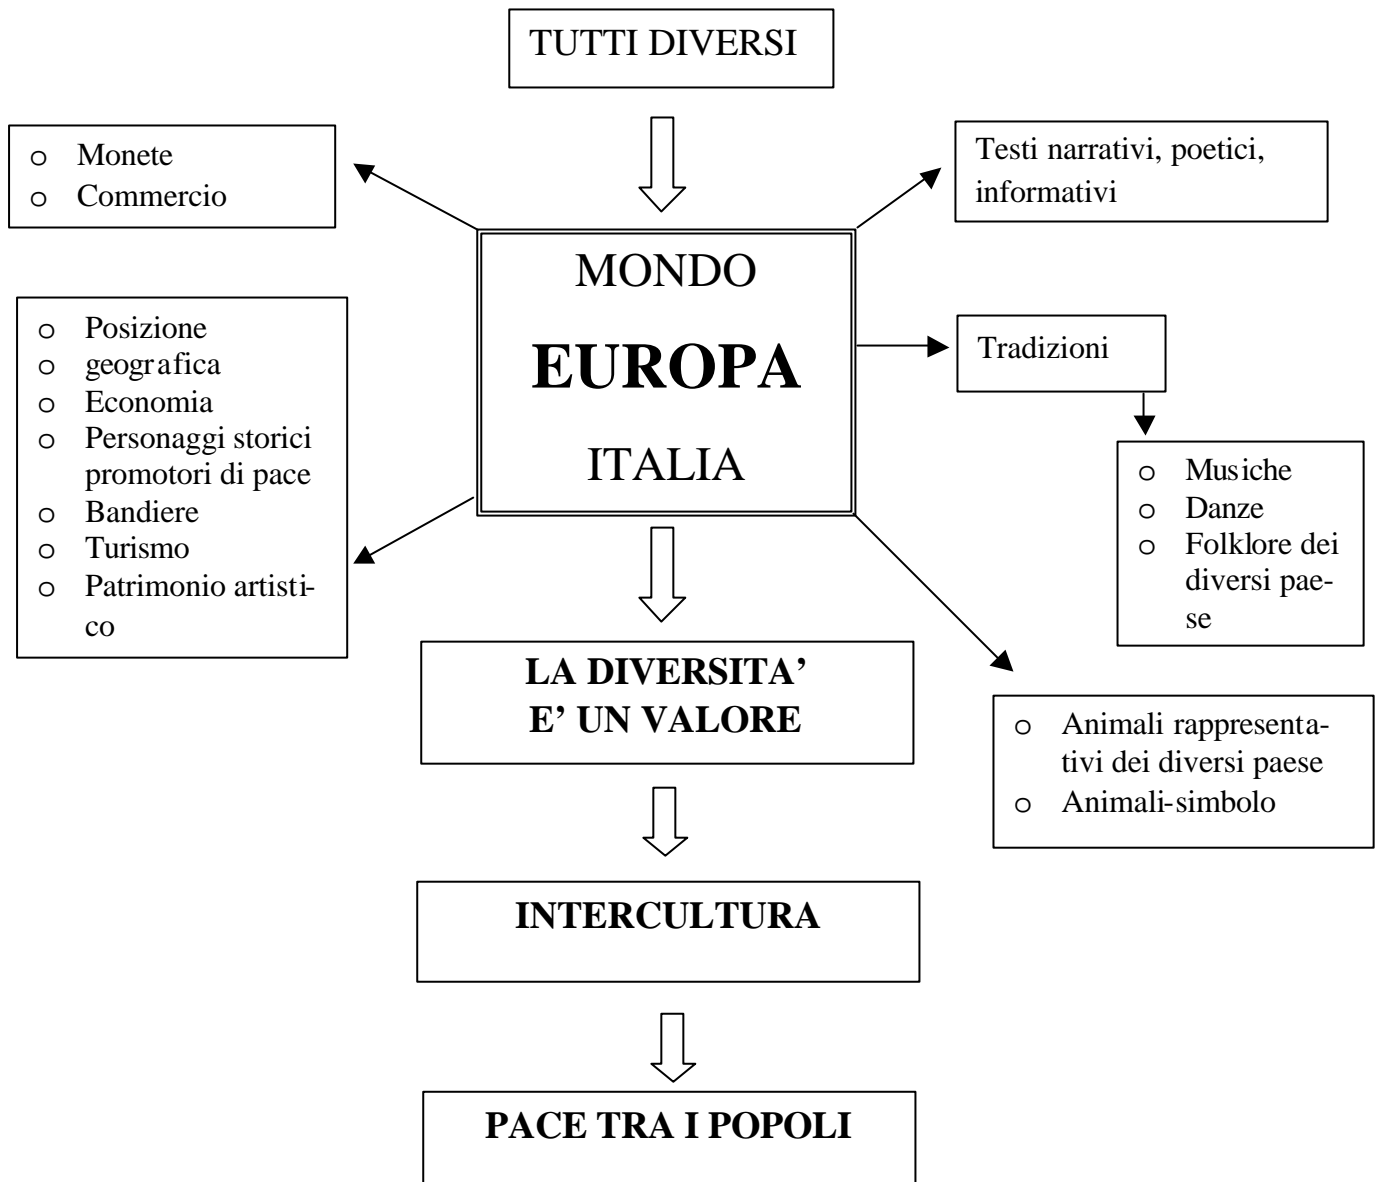 TUTTI DIVERSI
o Monete
o Commercio
Testi narrativi, poetici,
informativi
MONDO
EUROPA
ITALIA
o Posizione
o geografica
o Economia
o Personaggi storici
promotori di pace
o Bandiere
o Turismo
o Patrimonio artisti-
co
Tradizioni
o Musiche
o Danze
o Folklore dei
diversi pae-
se
LA DIVERSITA’
E’ UN VALORE
o Animali rappresenta-
tivi dei diversi paese
o Animali-simbolo
INTERCULTURA
PACE TRA I POPOLI